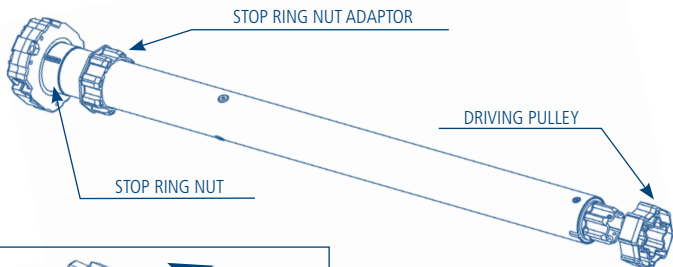 STOP RING NUT ADAPTOR
DRIVING PULLEY
STOP RING NUT